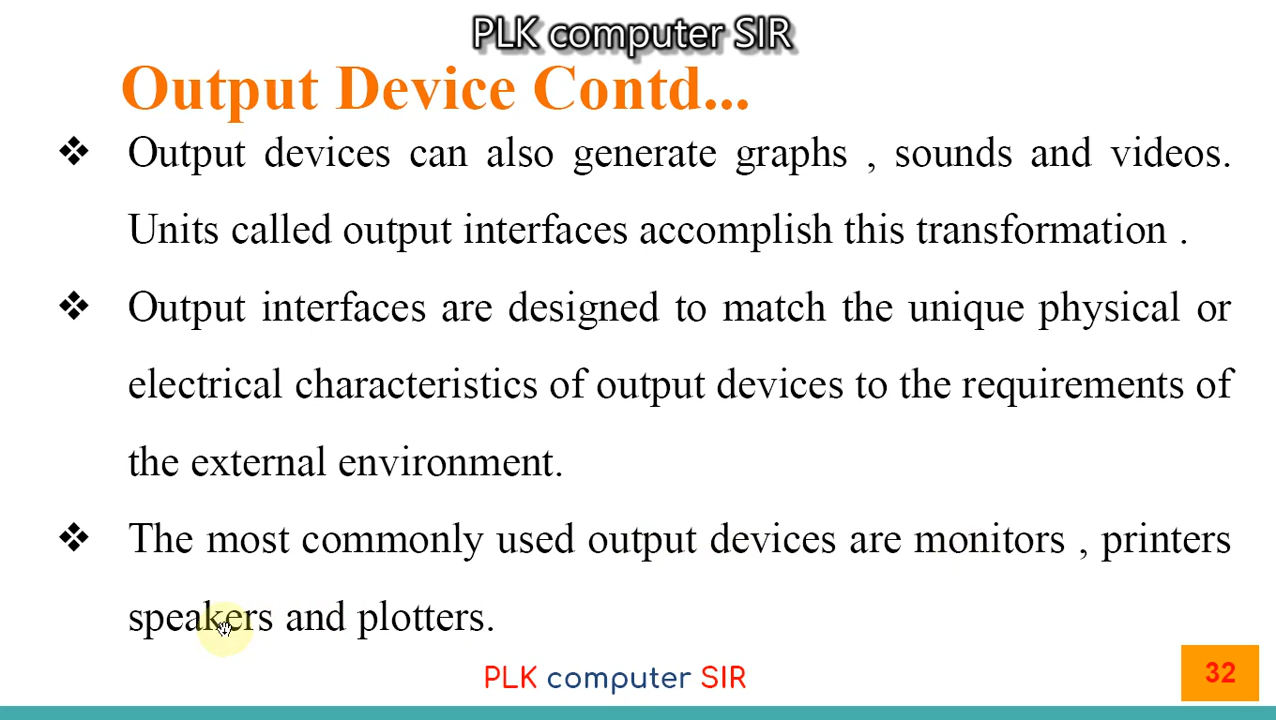 PLK computer SIR
Output Device Contd...
❖ Output devices can also generate graphs , sounds and videos.
Units called output interfaces accomplish this transformation .
❖ Output interfaces are designed to match the unique physical or
electrical characteristics of output devices to the requirements of
the external environment.
❖ The most commonly used output devices are monitors , printers
speakers and plotters.
PLK computer SIR
32